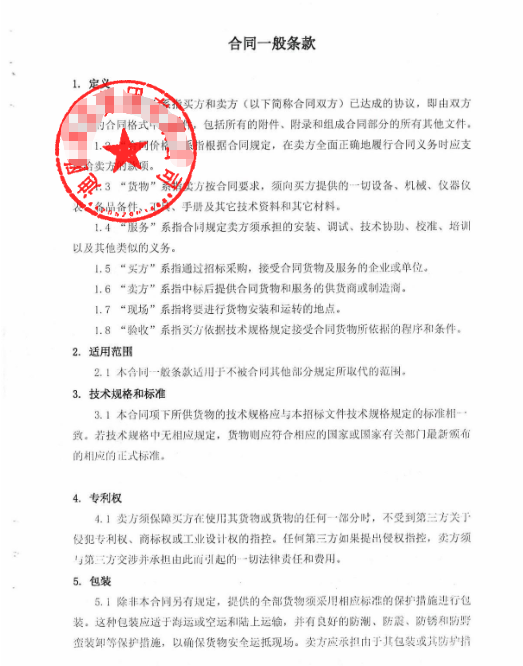 合同一般条款
1. 定义
系指买方和卖方（以下简称合同双方）已达成的协议，即由双方
的合同格式中 ，包括所有的附件、附录和组成合同部分的所有其他文件。
1.2 合同价格 系指根据合同规定，在卖方全面正确地履行合同义务时应支
给卖方的款项。
1.3 “货物”系指卖方按合同要求，须向买方提供的一切设备、机械、仪器仪
表、备品备件、工具、手册及其它技术资料和其它材料。
1.4 “服务”系指合同规定卖方须承担的安装、调试、技术协助、校准、培训
以及其他类似的义务。
1.5 “买方”系指通过招标采购，接受合同货物及服务的企业或单位。
1.6 “卖方”系指中标后提供合同货物和服务的供货商或制造商。
1.7 “现场”系指将要进行货物安装和运转的地点。
1.8 “验收”系指买方依据技术规格规定接受合同货物所依据的程序和条件。
2. 适用范围
2.1 本合同一般条款适用于不被合同其他部分规定所取代的范围。
3. 技术规格和标准
3.1 本合同项下所供货物的技术规格应与本招标文件技术规格规定的标准相一
致。若技术规格中无相应规定，货物则应符合相应的国家或国家有关部门最新颁布
的相应的正式标准。
4. 专利权
4.1 卖方须保障买方在使用其货物或货物的任何一部分时，不受到第三方关于
侵犯专利权、商标权或工业设计权的指控。任何第三方如果提出侵权指控，卖方须
与第三方交涉并承担由此而引起的一切法律责任和费用。
5. 包装
5.1 除非本合同另有规定，提供的全部货物须采用相应标准的保护措施进行包
装。这种包装应适于海运或空运和陆上运输，并有良好的防潮、防震、防锈和防野
蛮装卸等保护措施，以确保货物安全运抵现场。卖方应承担由于其包装或其防护措